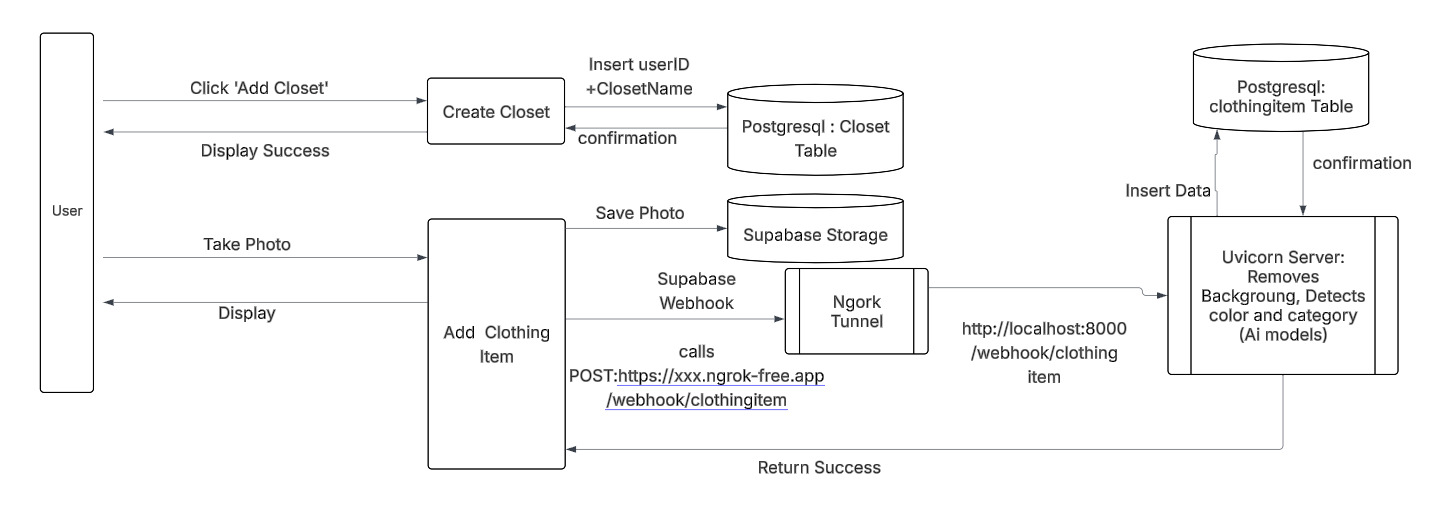 User
Click 'Add Closet'
Display Success
Create Closet
Insert userID
+ClosetName
confirmation
Postgresql : Closet
Table
Take Photo
Display
Add Clothing
Item
Save Photo
Supabase Storage
Supabase
Webhook
calls
POST:https://xxx.ngrok-free.app
/webhook/clothingitem
Ngork
Tunnel
http://localhost:8000
/webhook/clothing
item
Postgresql:
clothingitem Table
Insert Data
confirmation
Uvicorn Server:
Removes
Backgroung, Detects
color and category
(Ai models)
Return Success